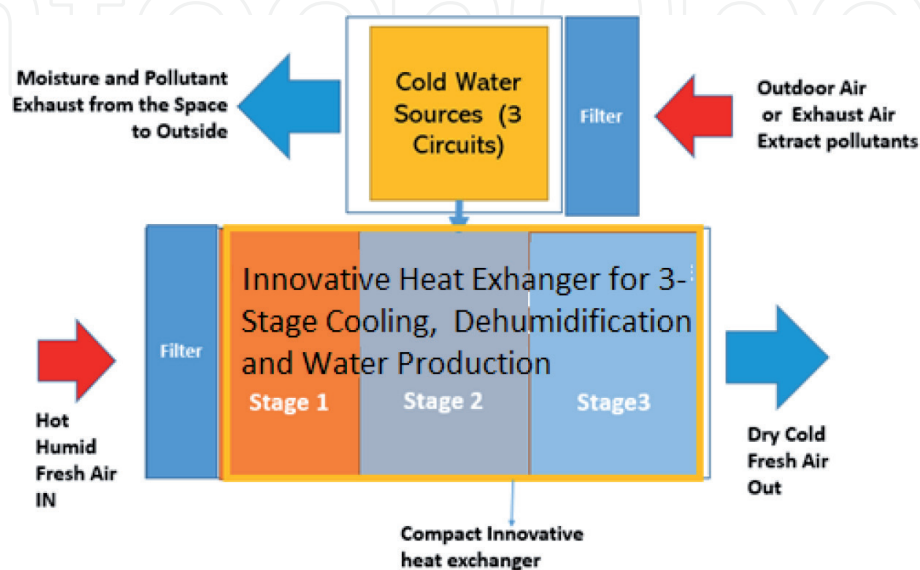 Moisture and Pollutant
Exhaust from the Space
to Outside
Cold Water
Sources (3
Circuits)
Filter
Outdoor Air
or Exhaust Air
Extract pollutants
Hot
Humid
Fresh Air
IN
Filter
Innovative Heat Exhanger for 3-
Stage Cooling, Dehumidification
and Water Production
Stage 1
Stage 2
Stage3
Dry Cold
Fresh Air
Out
Compact Innovative
heat exchanger